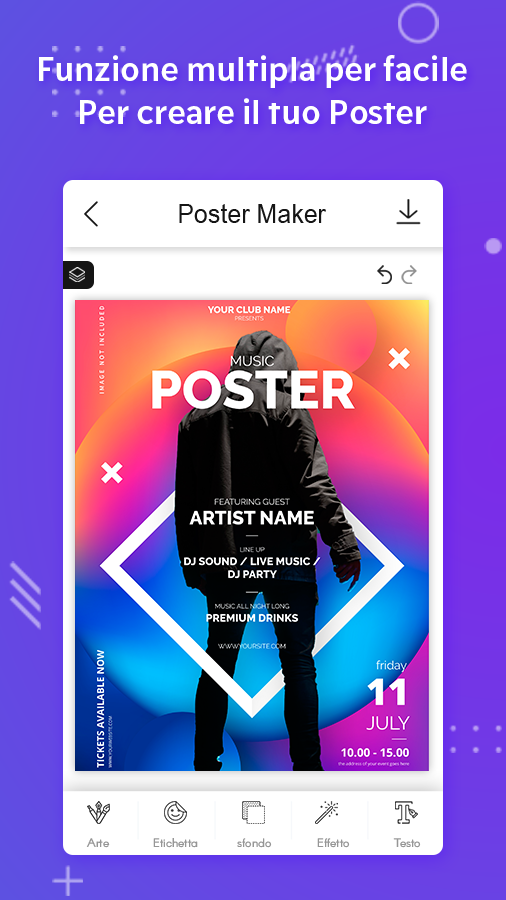 Funzione multipla per facile
Per creare il tuo Poster
Poster Maker
YOUR CLUB NAME
PRESENTS
IMAGE NOT INCLUDED
MUSIC
POSTER
FEATURING GUEST
ARTIST NAME
LINE UP
DJ SOUND / LIVE MUSIC /
DJ PARTY
MUSIC ALL NIGHT LONG
PREMIUM DRINKS
WWW.YOURSITE.COM
TICKETS AVAILABLE NOW
friday
11
JULY
10.00 - 15.00
the address of your event goes here
Arte
Etichetta
sfondo
Effetto
Testo